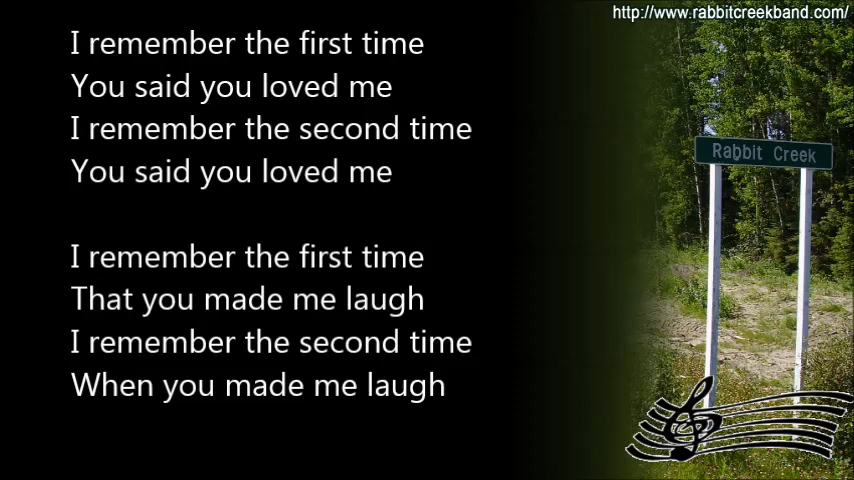 http://www.rabbitcreekband.com/
I remember the first time
You said you loved me
I remember the second time
You said you loved me
I remember the first time
That you made me laugh
I remember the second time
When you made me laugh
Rabbit Creek